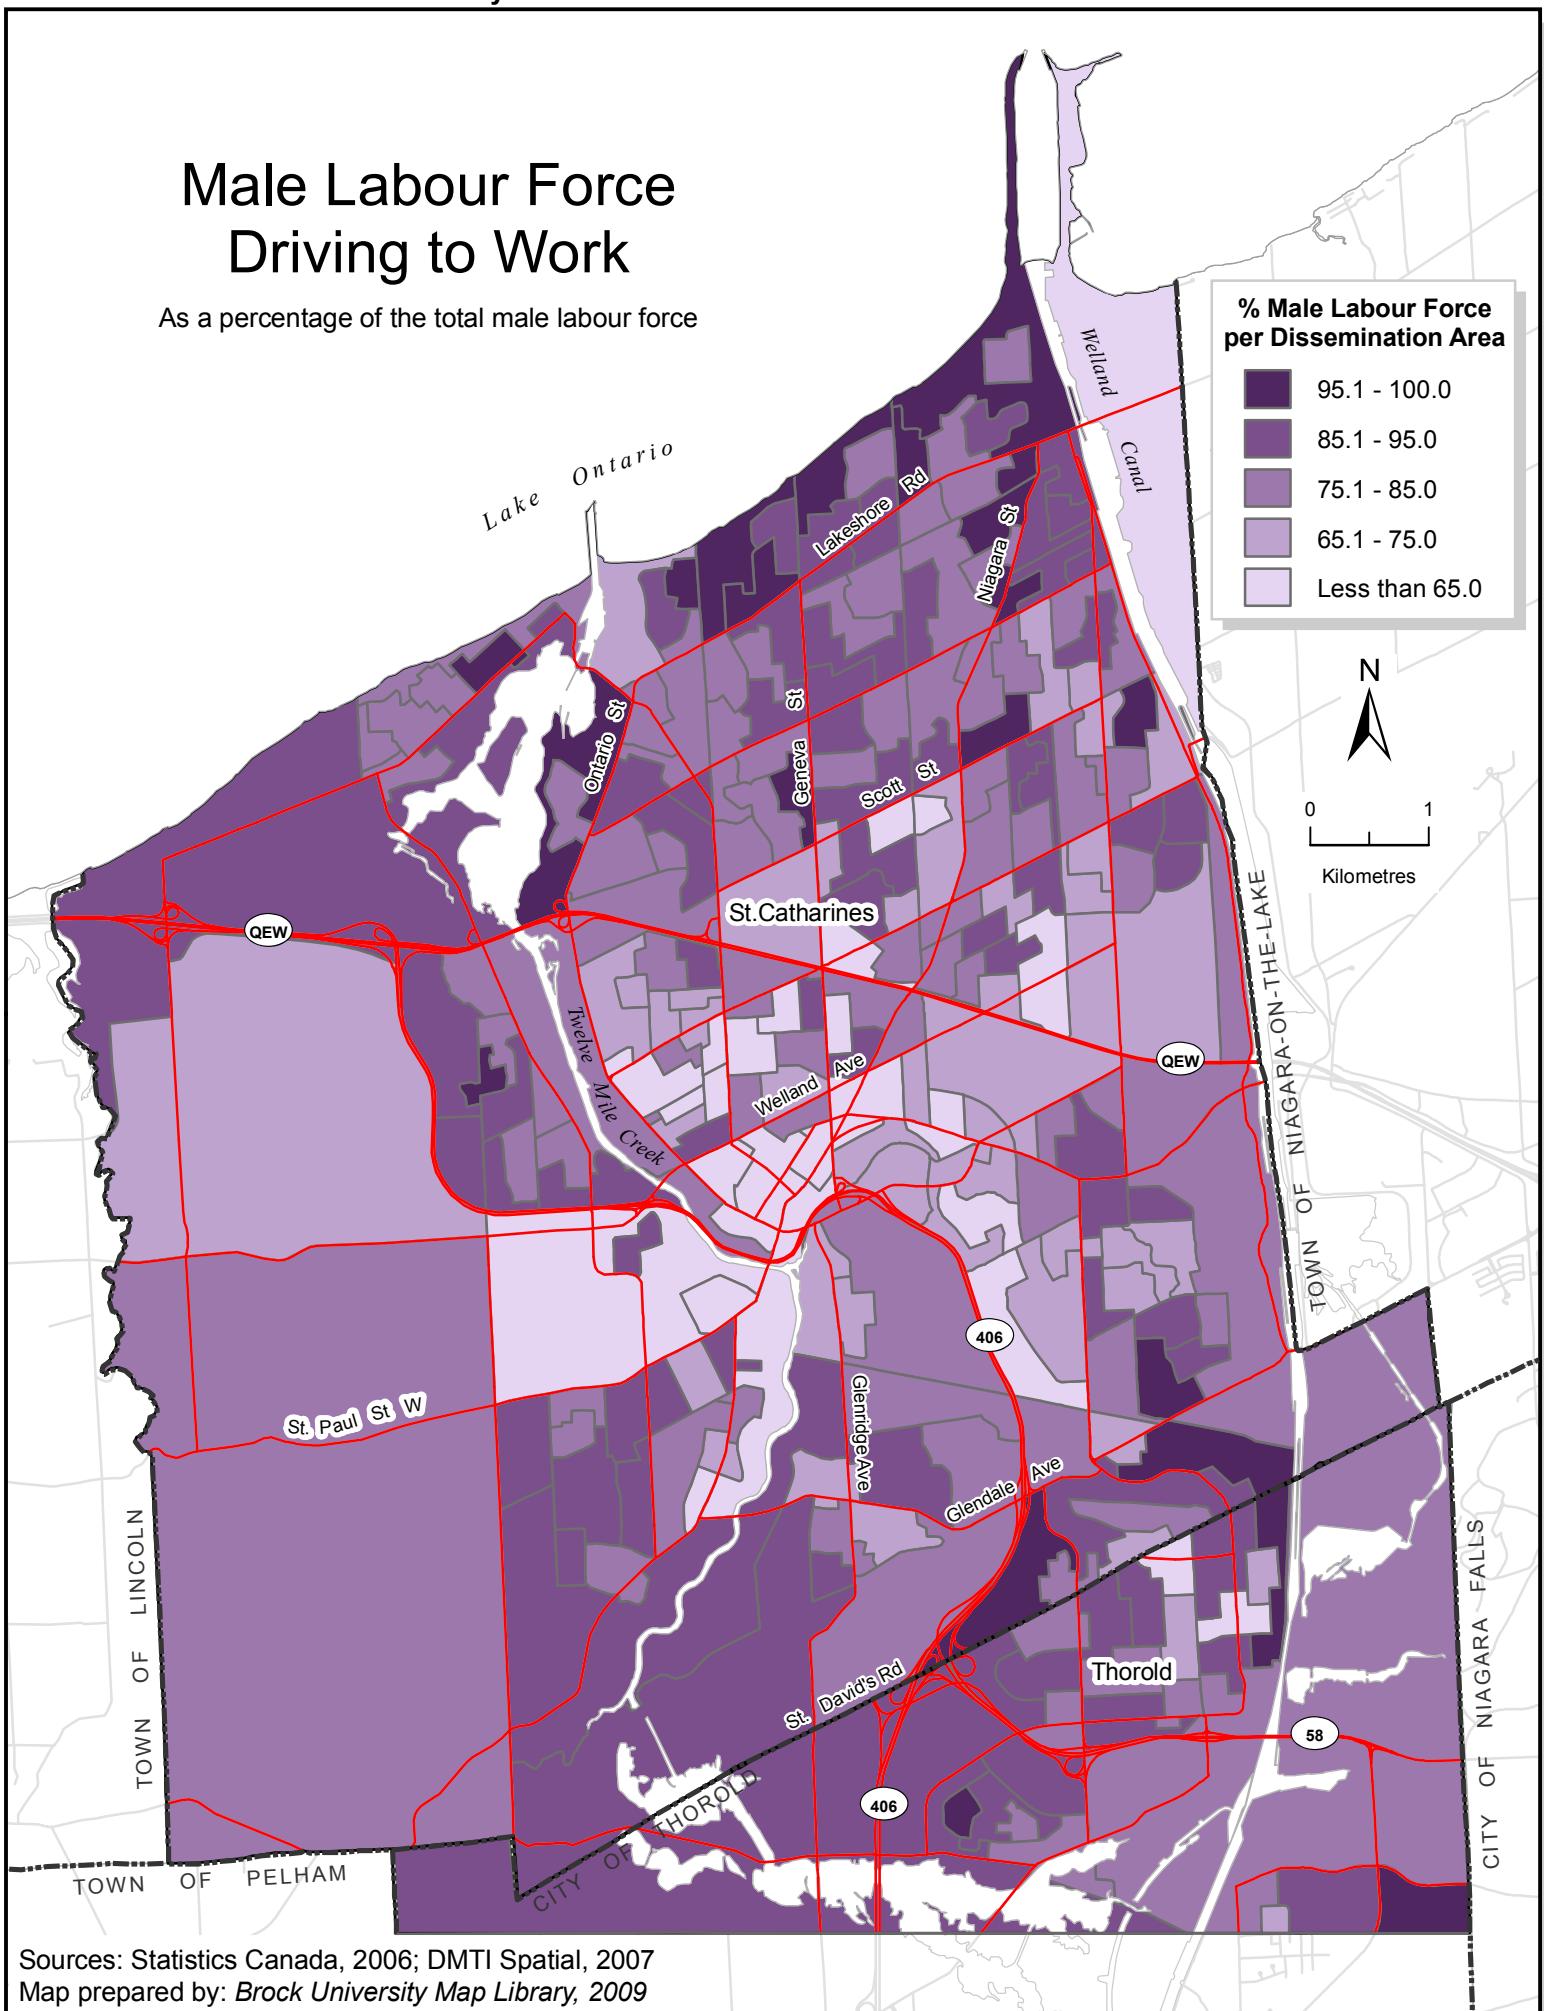 Male Labour Force
Driving to Work
As a percentage of the total male labour force
% Male Labour Force
per Dissemination Area
95.1 - 100.0
85.1 - 95.0
75.1 - 85.0
65.1 - 75.0
Less than 65.0
N
0 1
Kilometres
Lake Ontario
Welland Canal
Lakeshore Rd
Niagara St
Ontario St
Geneva St
Scott St
St.Catharines
QEW
QEW
Twelve Mile Creek
Welland Ave
TOWN OF NIAGARA-ON-THE-LAKE
406
St. Paul St W
Glenridge Ave
Glendale Ave
TOWN OF LINCOLN
CITY OF NIAGARA FALLS
Thorold
St. David's Rd
58
406
CITY OF THOROLD
TOWN OF PELHAM
Sources: Statistics Canada, 2006; DMTI Spatial, 2007
Map prepared by: Brock University Map Library, 2009